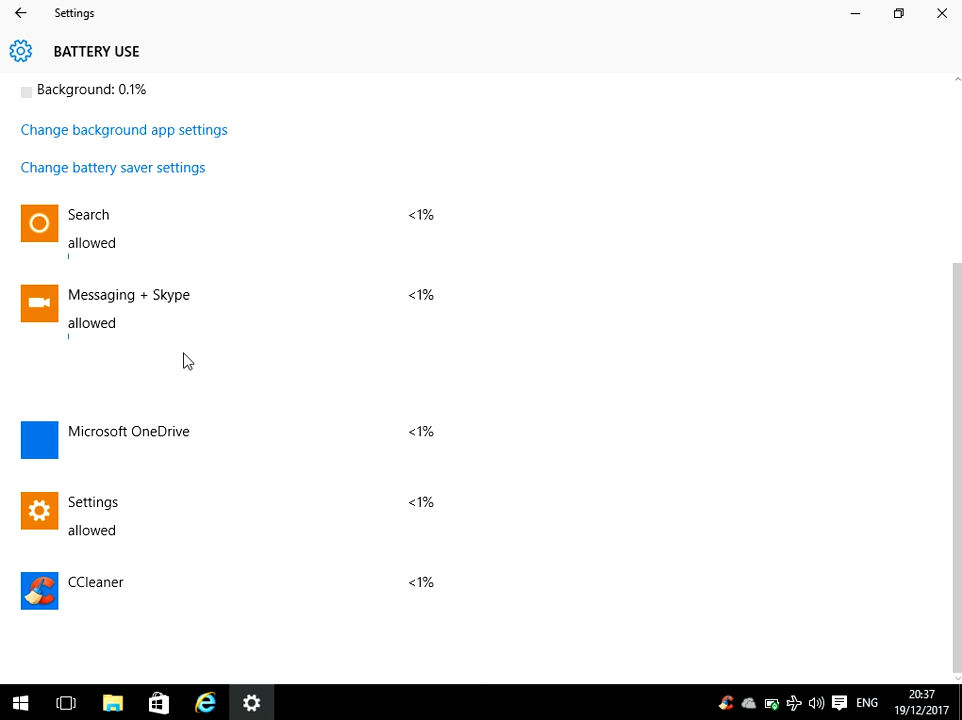 Settings
BATTERY USE
Background: 0.1%
Change background app settings
Change battery saver settings
Search <1%
allowed
Messaging + Skype <1%
allowed
Microsoft OneDrive <1%
Settings <1%
allowed
CCleaner <1%
ENG
20:37
19/12/2017